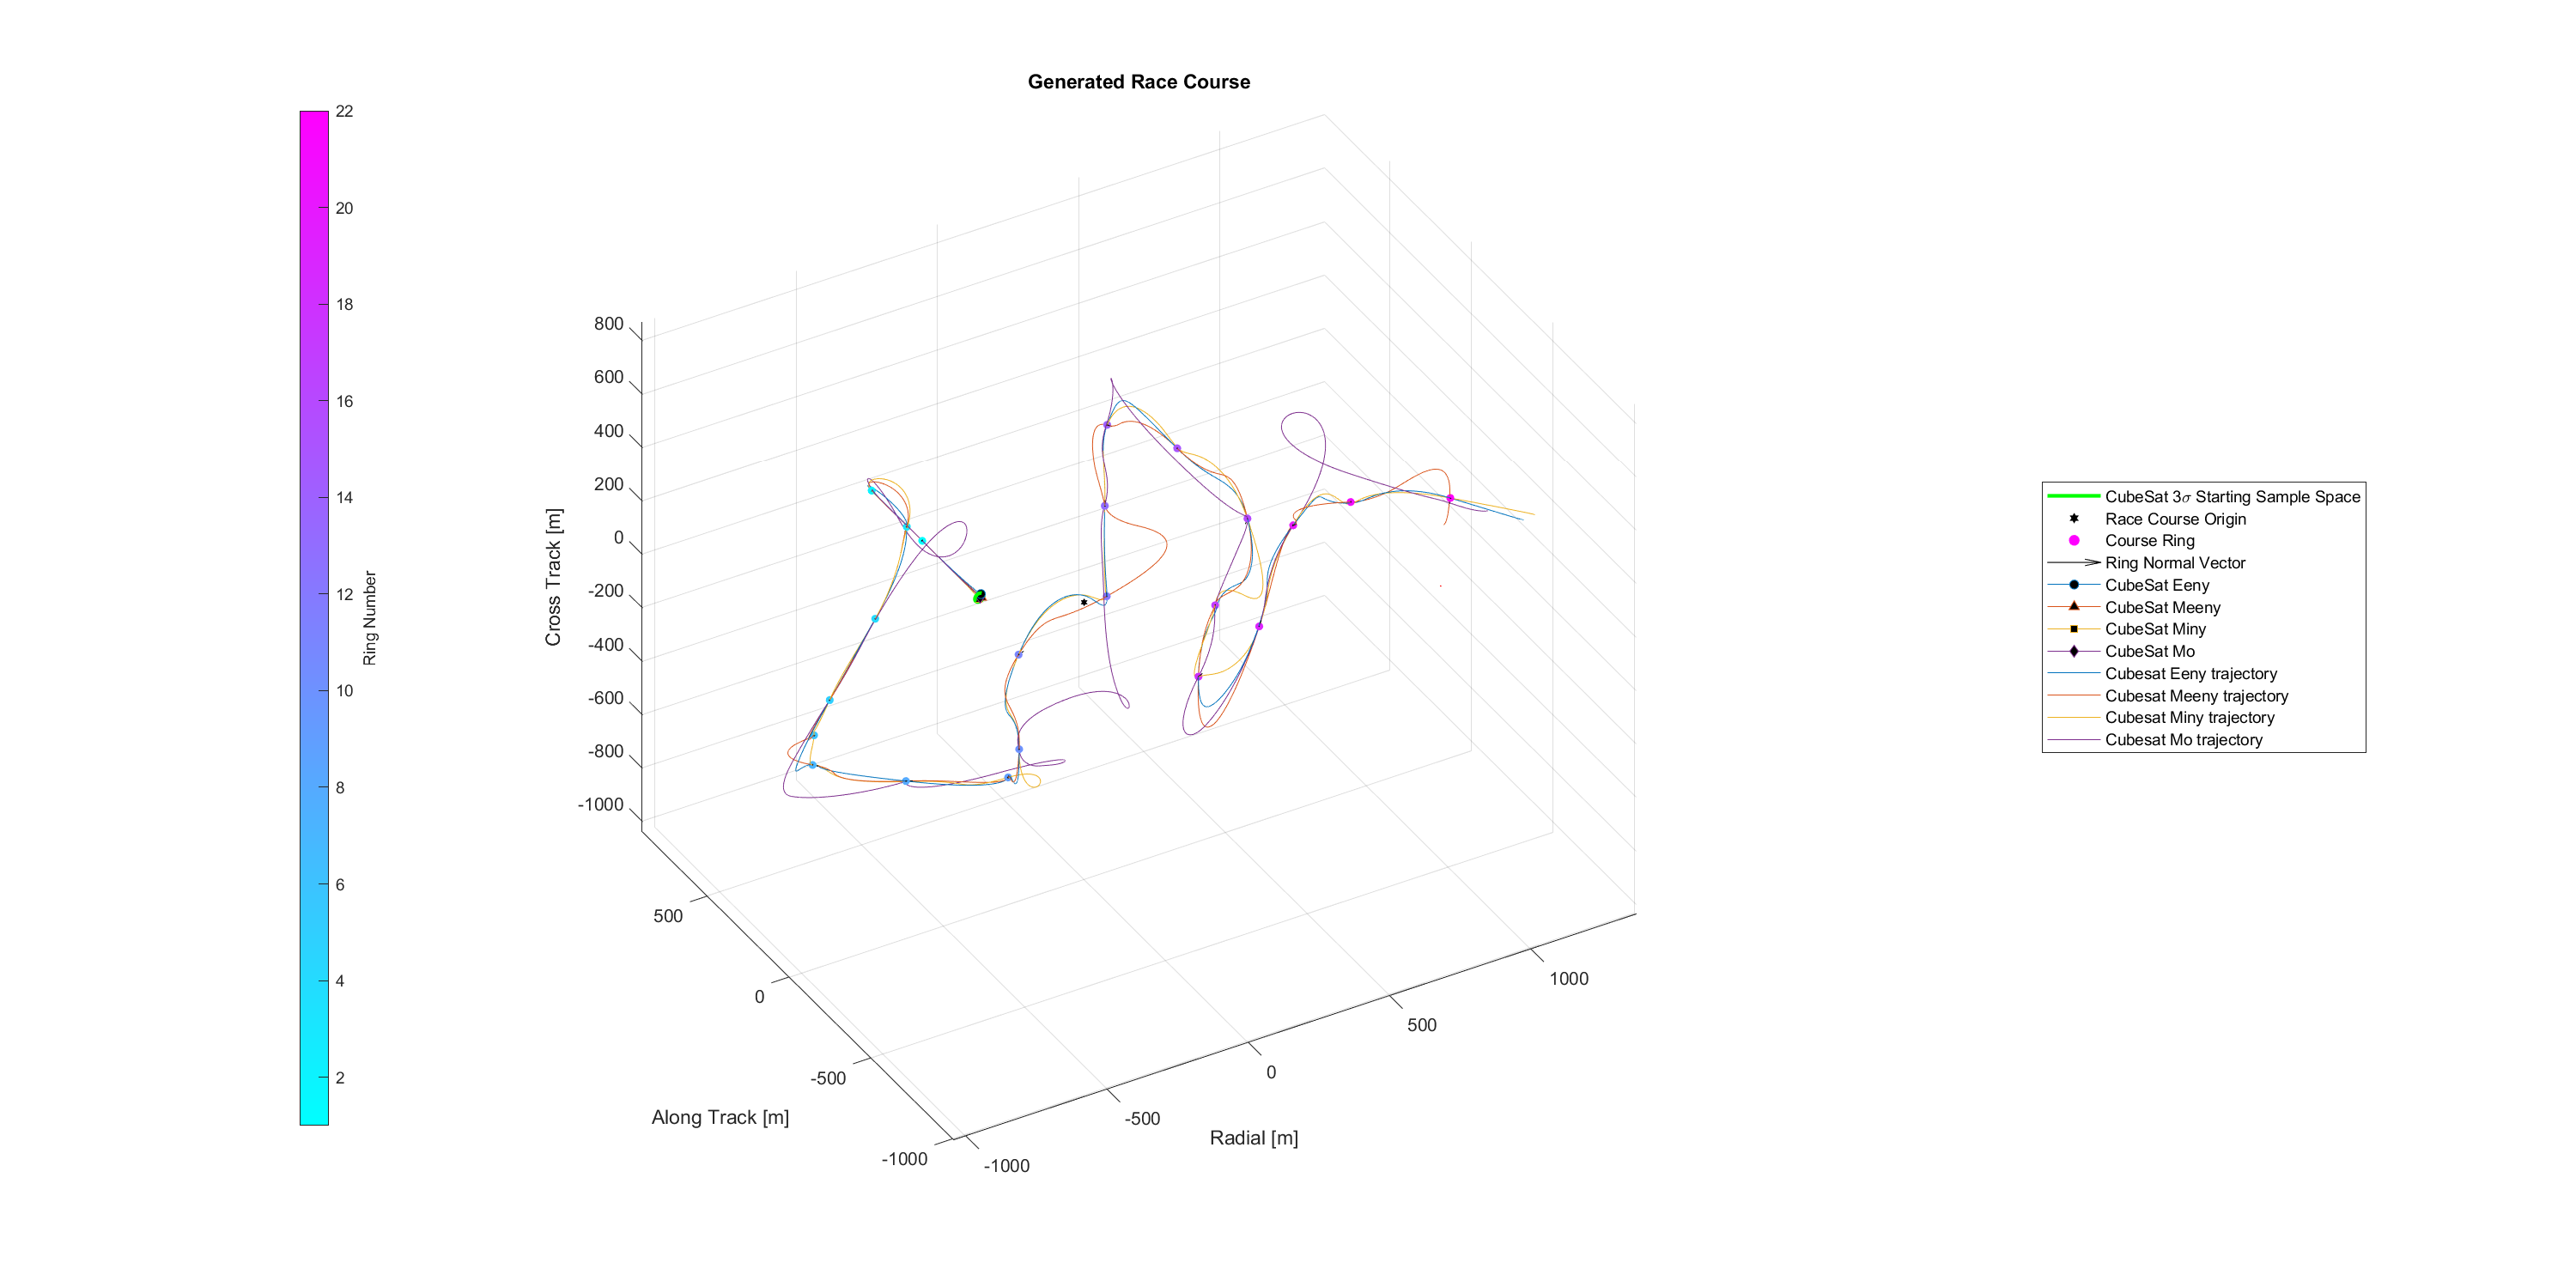 Generated Race Course
22
20
18
16
14
12
10
8
6
4
2
Ring Number
800
600
400
200
0
-200
-400
-600
-800
-1000
Cross Track [m]
500
0
-500
-1000
Along Track [m]
-1000
-500
0
500
1000
Radial [m]
CubeSat 3σ Starting Sample Space
Race Course Origin
Course Ring
Ring Normal Vector
CubeSat Eeny
CubeSat Meeny
CubeSat Miny
CubeSat Mo
Cubesat Eeny trajectory
Cubesat Meeny trajectory
Cubesat Miny trajectory
Cubesat Mo trajectory